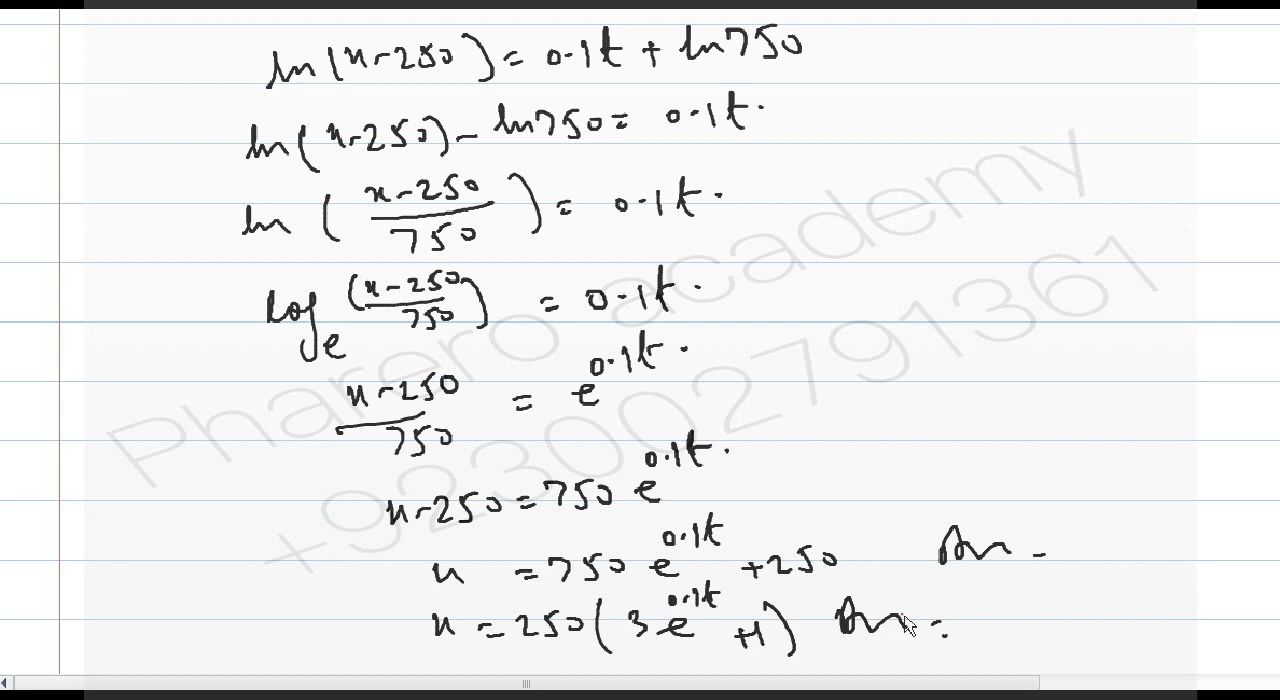 ln(x-250) = 0.1t + ln750
ln(x-250) - ln750 = 0.1t.
ln((x-250)/750) = 0.1t.
log_e((x-250)/750) = 0.1t.
(x-250)/750 = e^0.1t.
x-250 = 750 e^0.1t.
x = 750 e^0.1t + 250 Ans -
x = 250(3e^0.1t +1) Ans =
Pharero academy
+923002791361